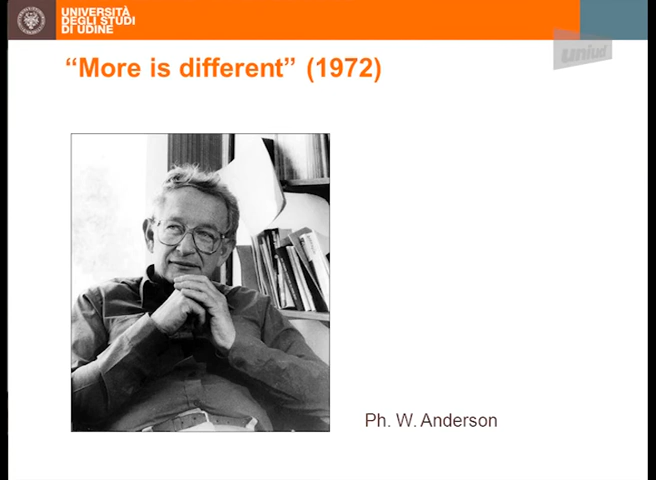 UNIVERSITÀ
DEGLI STUDI
DI UDINE
uniud
“More is different” (1972)
Ph. W. Anderson